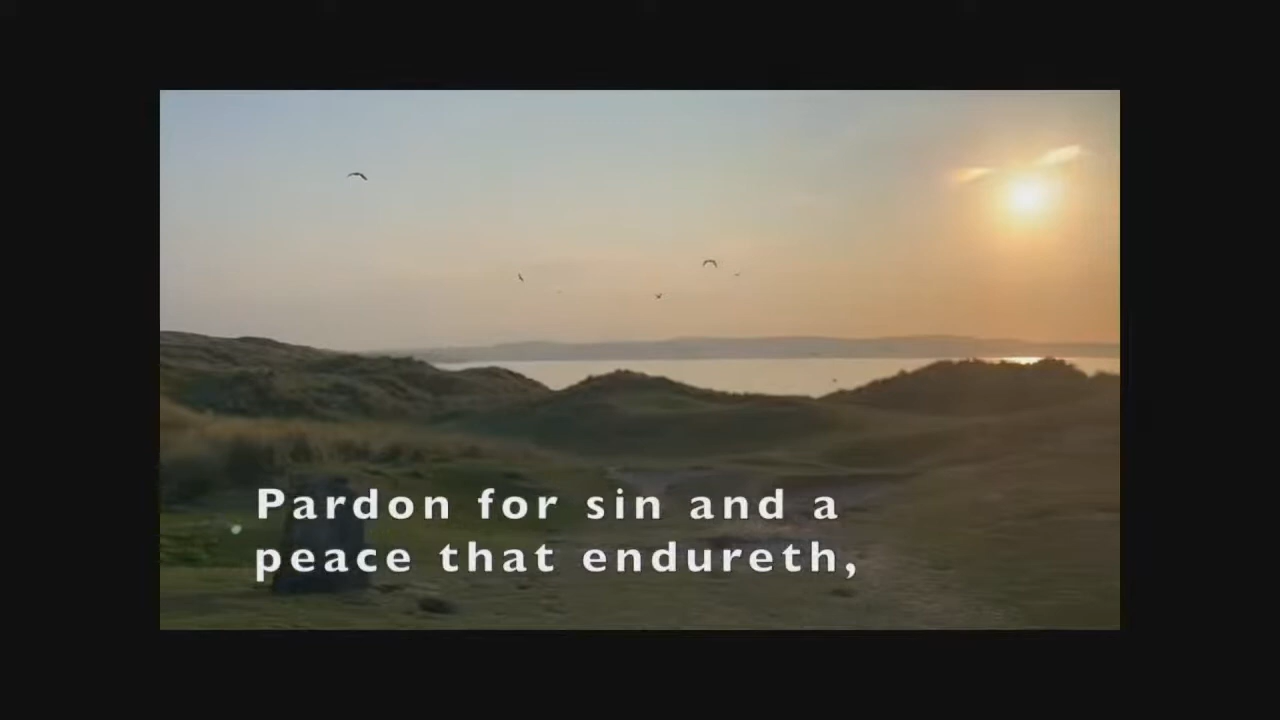 Pardon for sin and a
peace that endureth,